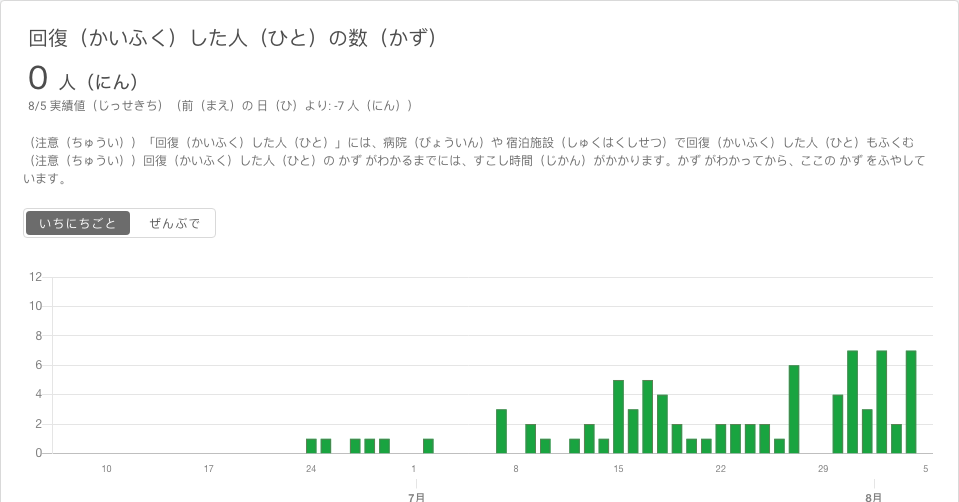 回復（かいふく）した人（ひと）の数（かず）
0 人（にん）
8/5 実績値（じっせきち）（前（まえ）の 日（ひ）より: -7 人（にん））
（注意（ちゅうい））「回復（かいふく）した人（ひと）」には、病院（びょういん）や 宿泊施設（しゅくはくしせつ）で回復（かいふく）した人（ひと）もふくむ
（注意（ちゅうい））回復（かいふく）した人（ひと）の かず がわかるまでには、すこし時間（じかん）がかかります。かず がわかってから、ここの かず をふやして
います。
いちにちごと ぜんぶで
12
10
8
6
4
2
0
10 17 24 1 8 15 22 29 5
7月 8月